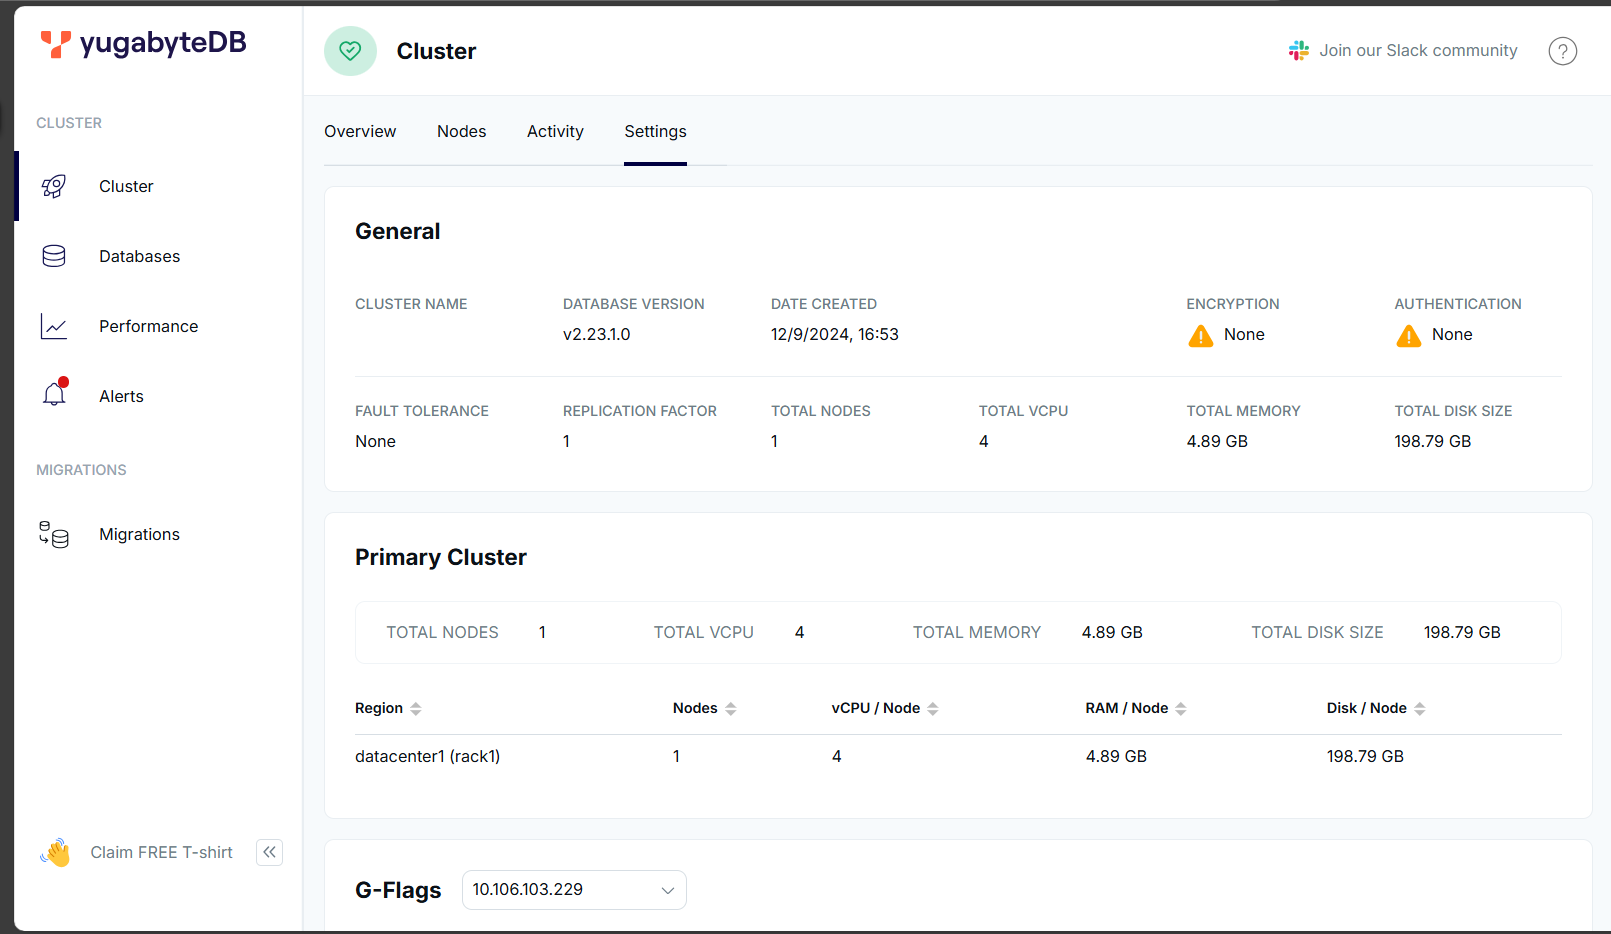 yugabyteDB
Cluster
Join our Slack community
?
CLUSTER
Cluster
Databases
Performance
Alerts
MIGRATIONS
Migrations
Claim FREE T-shirt
Overview Nodes Activity Settings
General
CLUSTER NAME DATABASE VERSION DATE CREATED ENCRYPTION AUTHENTICATION
v2.23.1.0 12/9/2024, 16:53 None None
FAULT TOLERANCE REPLICATION FACTOR TOTAL NODES TOTAL VCPU TOTAL MEMORY TOTAL DISK SIZE
None 1 1 4 4.89 GB 198.79 GB
Primary Cluster
TOTAL NODES 1 TOTAL VCPU 4 TOTAL MEMORY 4.89 GB TOTAL DISK SIZE 198.79 GB
Region Nodes vCPU / Node RAM / Node Disk / Node
datacenter1 (rack1) 1 4 4.89 GB 198.79 GB
G-Flags 10.106.103.229